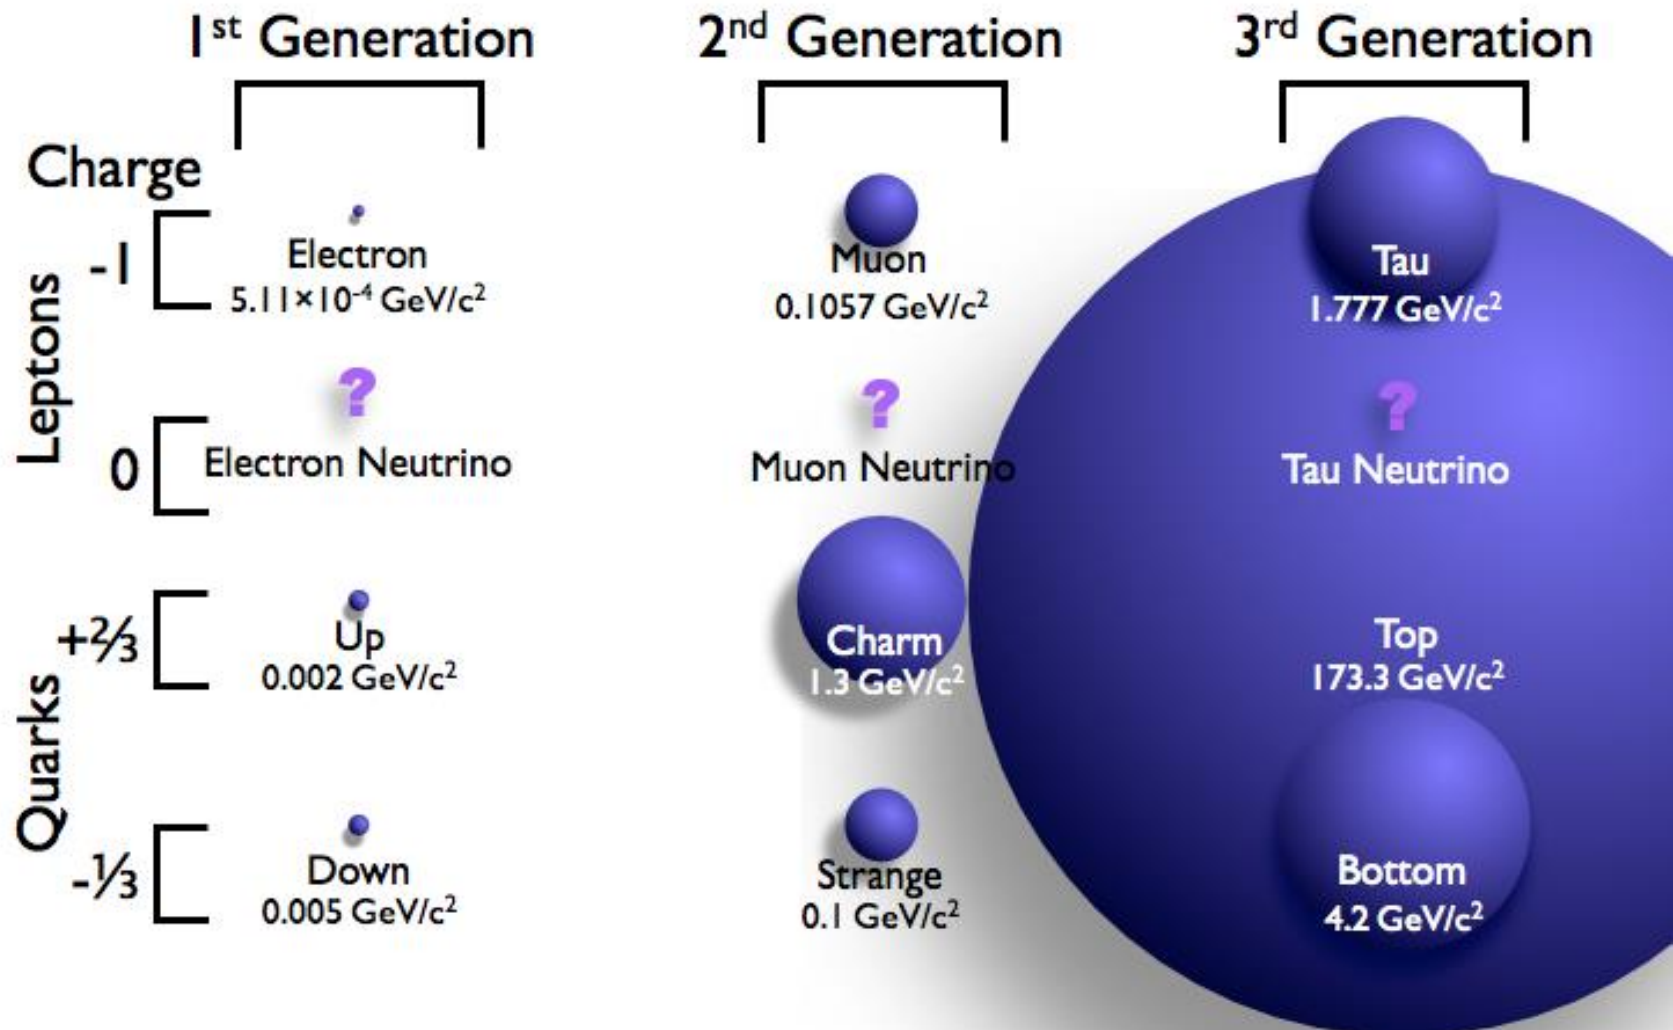 1st Generation 2nd Generation 3rd Generation
Charge
Leptons
-1
Electron Muon Tau
5.11×10⁻⁴ GeV/c² 0.1057 GeV/c² 1.777 GeV/c²
? ? ?
0
Electron Neutrino Muon Neutrino Tau Neutrino
Quarks
+⅔
Up Charm Top
0.002 GeV/c² 1.3 GeV/c² 173.3 GeV/c²
-⅓
Down Strange Bottom
0.005 GeV/c² 0.1 GeV/c² 4.2 GeV/c²